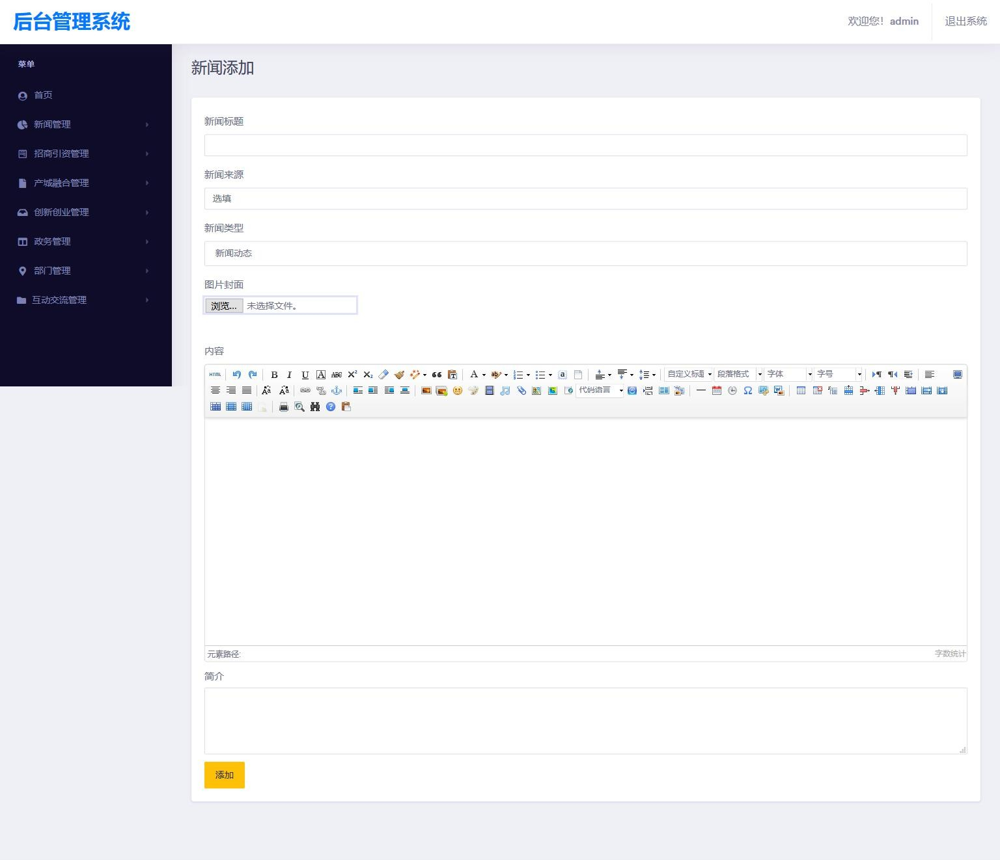 后台管理系统
欢迎您！admin
退出系统
菜单
首页
新闻管理
招商引资管理
产城融合管理
创新创业管理
政务管理
部门管理
互动交流管理
新闻添加
新闻标题
新闻来源
选填
新闻类型
新闻动态
图片封面
浏览... 未选择文件。
内容
HTML
自定义标题 段落格式 字体 字号
代码语言
元素路径:
字数统计
简介
添加